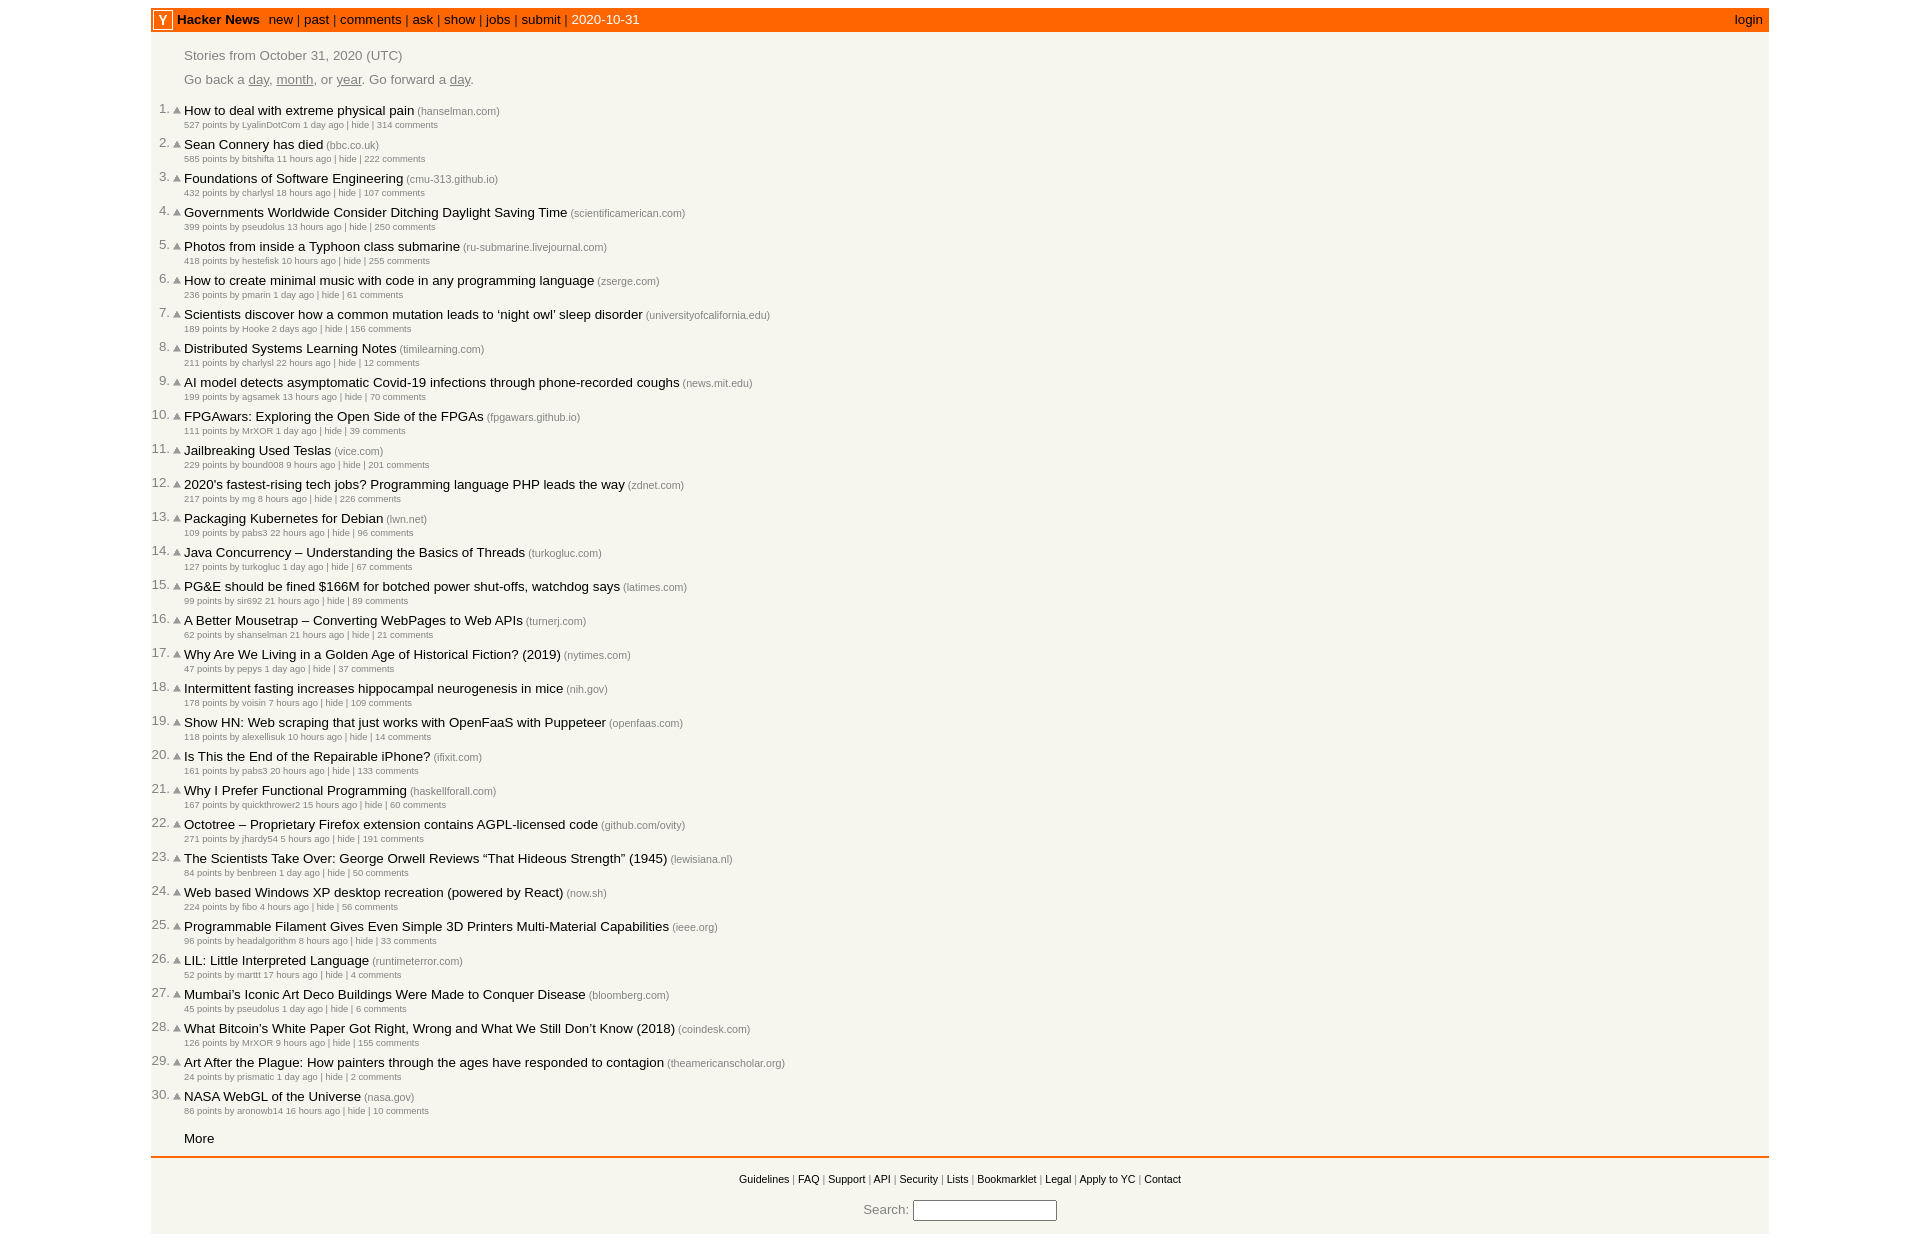 Y Hacker News new | past | comments | ask | show | jobs | submit | 2020-10-31 login
Stories from October 31, 2020 (UTC)
Go back a day, month, or year. Go forward a day.
1. How to deal with extreme physical pain (hanselman.com)
527 points by LyalinDotCom 1 day ago | hide | 314 comments
2. Sean Connery has died (bbc.co.uk)
585 points by bitshifta 11 hours ago | hide | 222 comments
3. Foundations of Software Engineering (cmu-313.github.io)
432 points by charlysl 18 hours ago | hide | 107 comments
4. Governments Worldwide Consider Ditching Daylight Saving Time (scientificamerican.com)
399 points by pseudolus 13 hours ago | hide | 250 comments
5. Photos from inside a Typhoon class submarine (ru-submarine.livejournal.com)
418 points by hestefisk 10 hours ago | hide | 255 comments
6. How to create minimal music with code in any programming language (zserge.com)
236 points by pmarin 1 day ago | hide | 61 comments
7. Scientists discover how a common mutation leads to ‘night owl’ sleep disorder (universityofcalifornia.edu)
189 points by Hooke 2 days ago | hide | 156 comments
8. Distributed Systems Learning Notes (timilearning.com)
211 points by charlysl 22 hours ago | hide | 12 comments
9. AI model detects asymptomatic Covid-19 infections through phone-recorded coughs (news.mit.edu)
199 points by agsamek 13 hours ago | hide | 70 comments
10. FPGAwars: Exploring the Open Side of the FPGAs (fpgawars.github.io)
111 points by MrXOR 1 day ago | hide | 39 comments
11. Jailbreaking Used Teslas (vice.com)
229 points by bound008 9 hours ago | hide | 201 comments
12. 2020's fastest-rising tech jobs? Programming language PHP leads the way (zdnet.com)
217 points by mg 8 hours ago | hide | 226 comments
13. Packaging Kubernetes for Debian (lwn.net)
109 points by pabs3 22 hours ago | hide | 96 comments
14. Java Concurrency – Understanding the Basics of Threads (turkogluc.com)
127 points by turkogluc 1 day ago | hide | 67 comments
15. PG&E should be fined $166M for botched power shut-offs, watchdog says (latimes.com)
99 points by sir692 21 hours ago | hide | 89 comments
16. A Better Mousetrap – Converting WebPages to Web APIs (turnerj.com)
62 points by shanselman 21 hours ago | hide | 21 comments
17. Why Are We Living in a Golden Age of Historical Fiction? (2019) (nytimes.com)
47 points by pepys 1 day ago | hide | 37 comments
18. Intermittent fasting increases hippocampal neurogenesis in mice (nih.gov)
178 points by voisin 7 hours ago | hide | 109 comments
19. Show HN: Web scraping that just works with OpenFaaS with Puppeteer (openfaas.com)
118 points by alexellisuk 10 hours ago | hide | 14 comments
20. Is This the End of the Repairable iPhone? (ifixit.com)
161 points by pabs3 20 hours ago | hide | 133 comments
21. Why I Prefer Functional Programming (haskellforall.com)
167 points by quickthrower2 15 hours ago | hide | 60 comments
22. Octotree – Proprietary Firefox extension contains AGPL-licensed code (github.com/ovity)
271 points by jhardy54 5 hours ago | hide | 191 comments
23. The Scientists Take Over: George Orwell Reviews “That Hideous Strength” (1945) (lewisiana.nl)
84 points by benbreen 1 day ago | hide | 50 comments
24. Web based Windows XP desktop recreation (powered by React) (now.sh)
224 points by fibo 4 hours ago | hide | 56 comments
25. Programmable Filament Gives Even Simple 3D Printers Multi-Material Capabilities (ieee.org)
96 points by headalgorithm 8 hours ago | hide | 33 comments
26. LIL: Little Interpreted Language (runtimeterror.com)
52 points by marttt 17 hours ago | hide | 4 comments
27. Mumbai’s Iconic Art Deco Buildings Were Made to Conquer Disease (bloomberg.com)
45 points by pseudolus 1 day ago | hide | 6 comments
28. What Bitcoin’s White Paper Got Right, Wrong and What We Still Don’t Know (2018) (coindesk.com)
126 points by MrXOR 9 hours ago | hide | 155 comments
29. Art After the Plague: How painters through the ages have responded to contagion (theamericanscholar.org)
24 points by prismatic 1 day ago | hide | 2 comments
30. NASA WebGL of the Universe (nasa.gov)
86 points by aronowb14 16 hours ago | hide | 10 comments
More
Guidelines | FAQ | Support | API | Security | Lists | Bookmarklet | Legal | Apply to YC | Contact
Search: